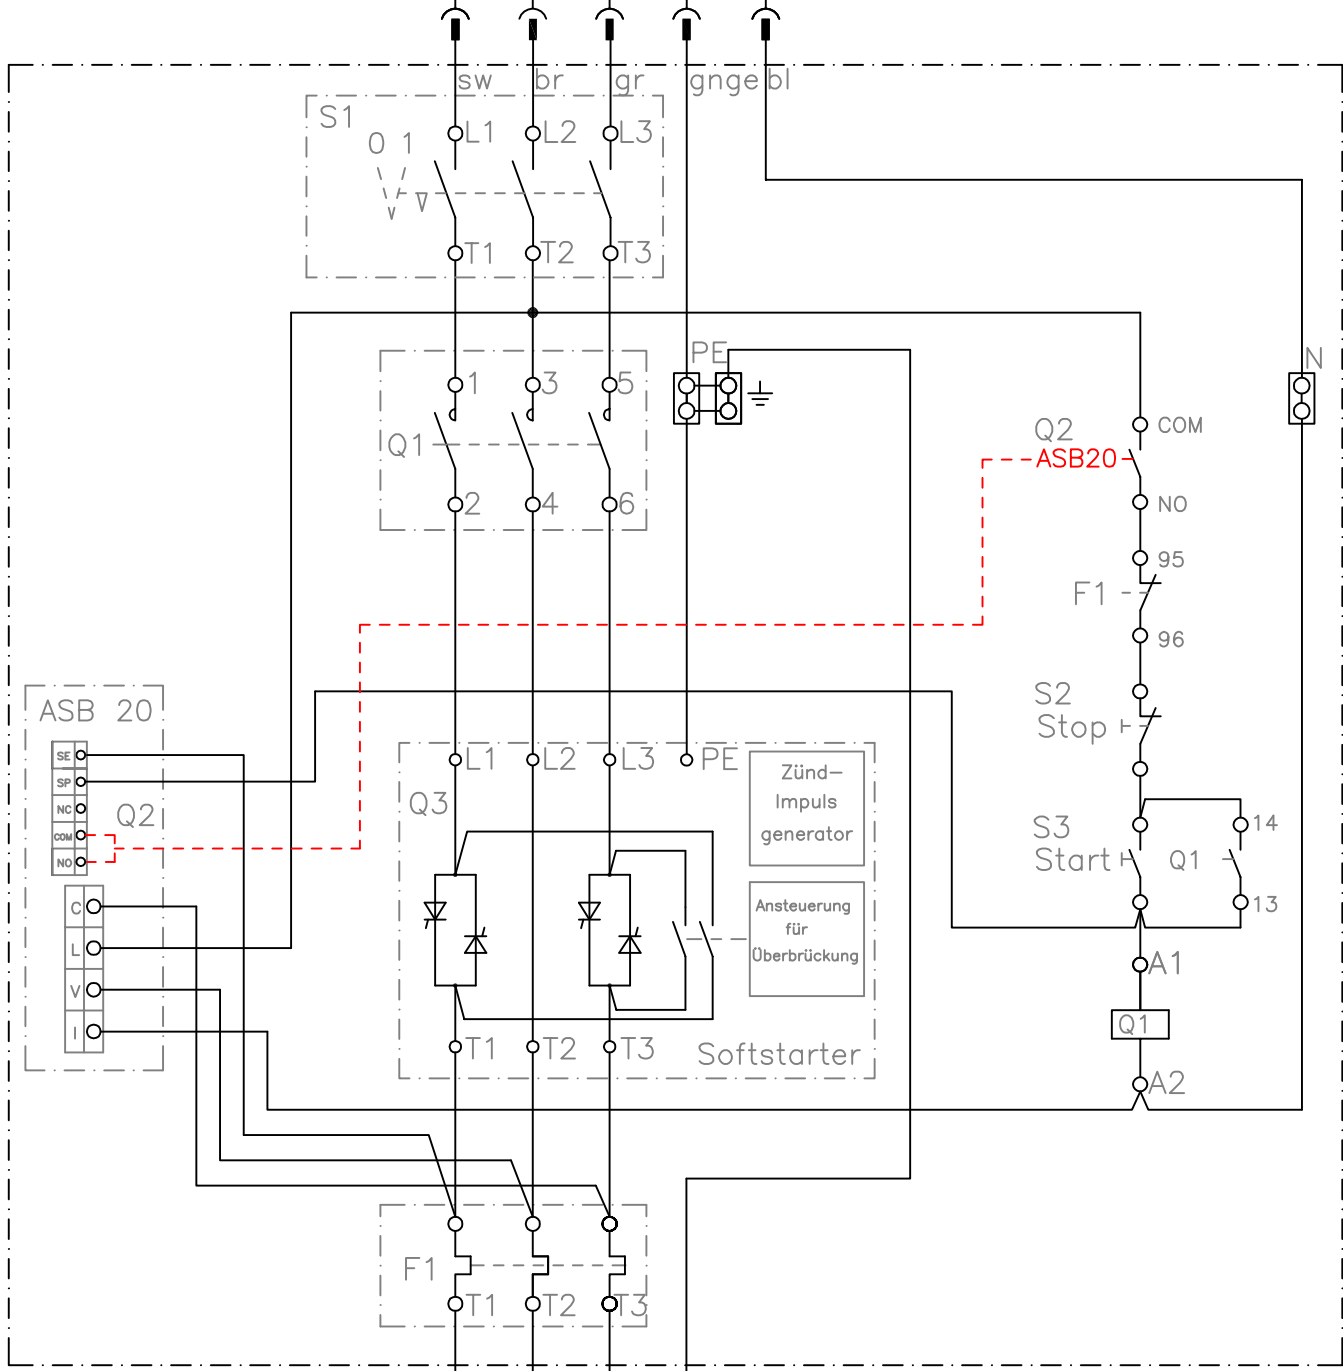 sw br gr gnge bl
S1
0 1
L1 L2 L3
T1 T2 T3
PE
N
1 3 5
Q1
2 4 6
Q2
COM
ASB20
NO
95
F1
96
S2
Stop
S3
Start
Q1
14
13
A1
Q1
A2
ASB 20
SE
SP
NC
COM
NO
Q2
C
L
V
I
L1 L2 L3 PE
Q3
Zünd-
Impuls
generator
Ansteuerung
für
Überbrückung
T1 T2 T3
Softstarter
F1
T1 T2 T3